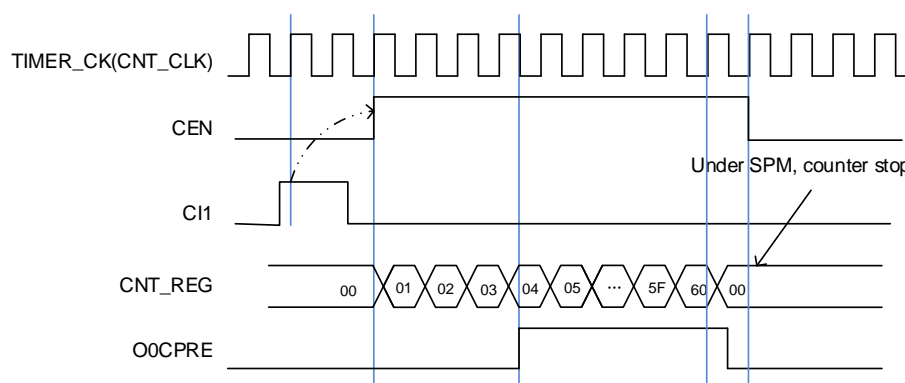 TIMER_CK(CNT_CLK)
CEN
Under SPM, counter stop
CI1
CNT_REG 00 01 02 03 04 05 ... 5F 60 00
O0CPRE